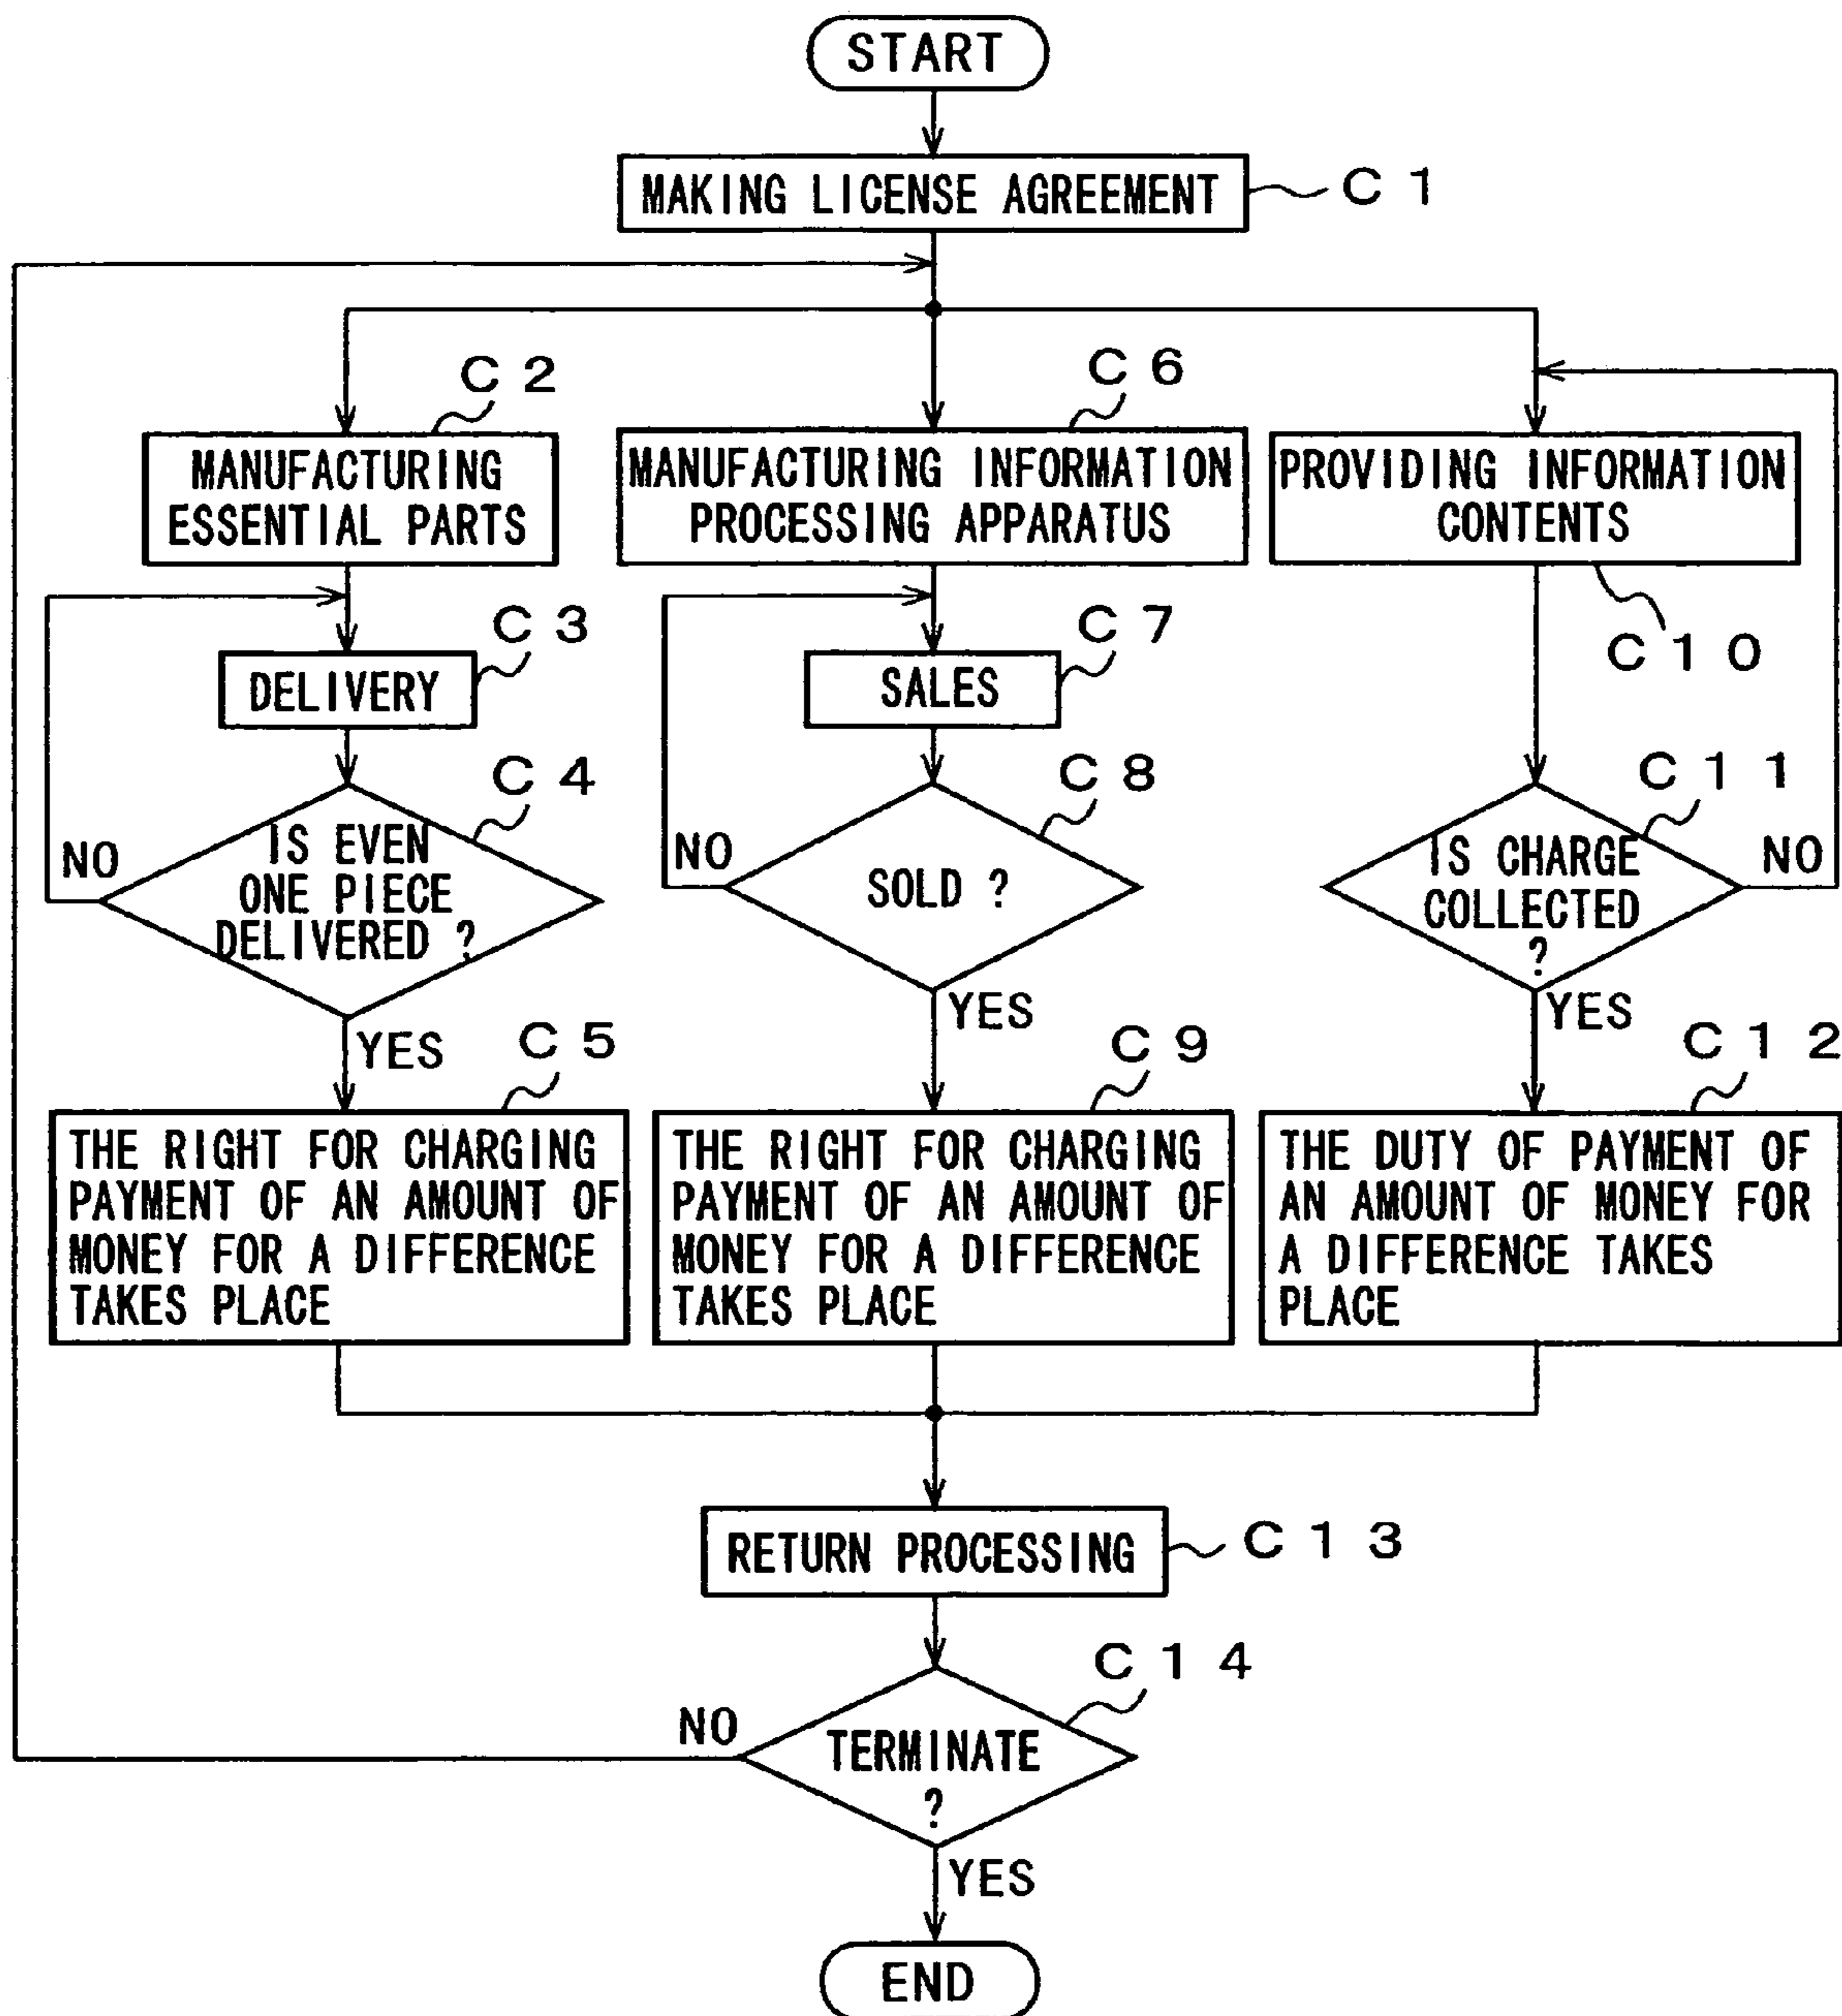 START
MAKING LICENSE AGREEMENT
C 1
C 2
MANUFACTURING
ESSENTIAL PARTS
C 3
DELIVERY
C 4
IS EVEN
ONE PIECE
DELIVERED ?
NO
YES
C 5
THE RIGHT FOR CHARGING
PAYMENT OF AN AMOUNT OF
MONEY FOR A DIFFERENCE
TAKES PLACE
C 6
MANUFACTURING INFORMATION
PROCESSING APPARATUS
C 7
SALES
C 8
SOLD ?
NO
YES
C 9
THE RIGHT FOR CHARGING
PAYMENT OF AN AMOUNT OF
MONEY FOR A DIFFERENCE
TAKES PLACE
PROVIDING INFORMATION
CONTENTS
C 1 0
C 1 1
IS CHARGE
COLLECTED
?
NO
YES
C 1 2
THE DUTY OF PAYMENT OF
AN AMOUNT OF MONEY FOR
A DIFFERENCE TAKES
PLACE
RETURN PROCESSING
C 1 3
C 1 4
TERMINATE
?
NO
YES
END